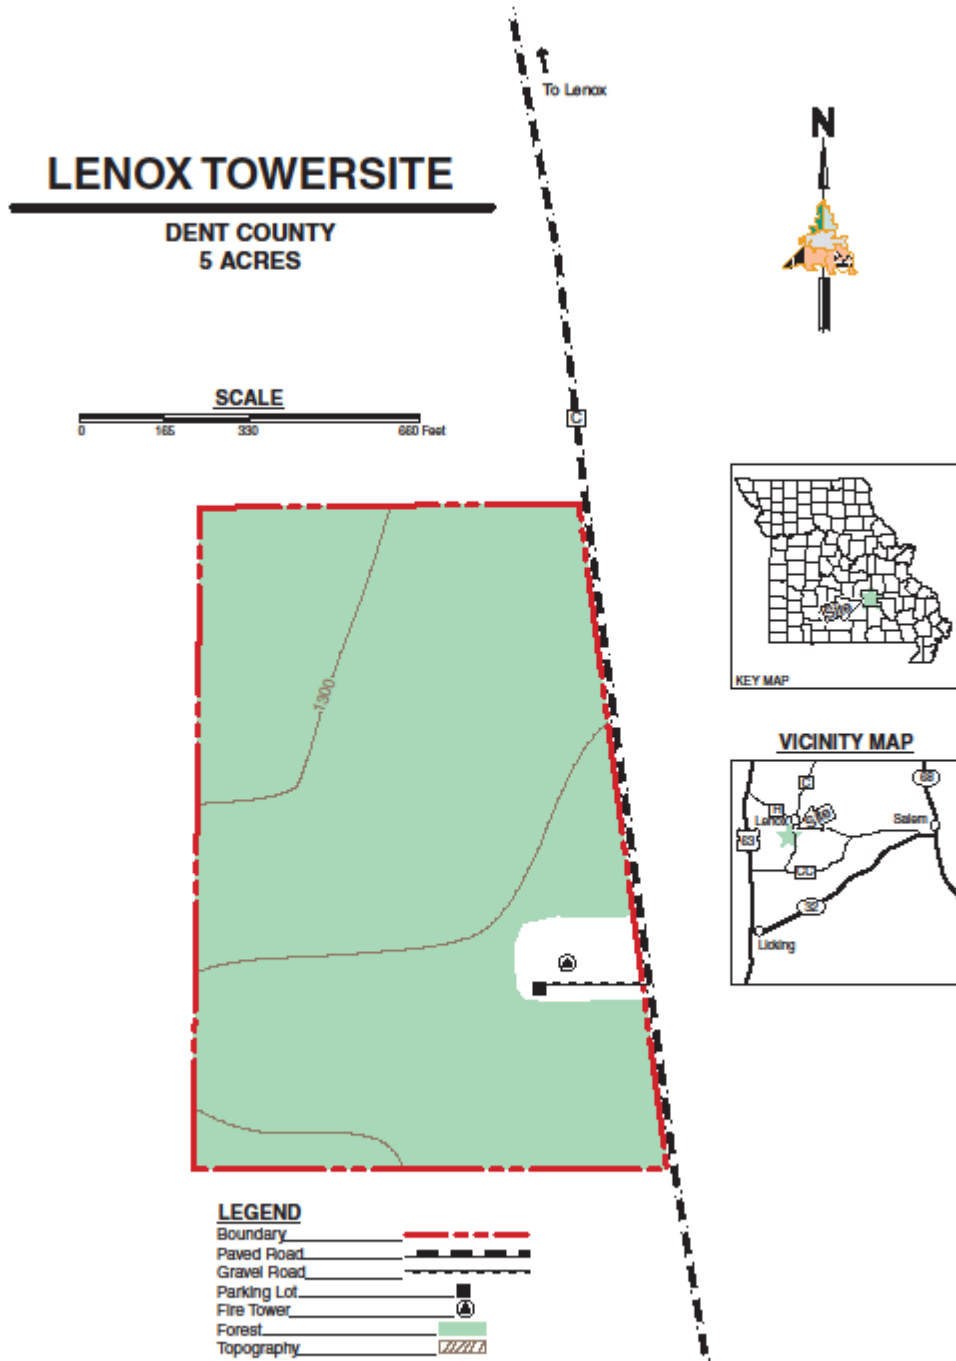 To Lenox
N
LENOX TOWERSITE
DENT COUNTY
5 ACRES
SCALE
0 165 330 660 Feet
C
1300
Site
KEY MAP
VICINITY MAP
C
68
H
Lenox
Site
Salem
63
CC
32
Licking
LEGEND
Boundary
Paved Road
Gravel Road
Parking Lot
Fire Tower
Forest
Topography